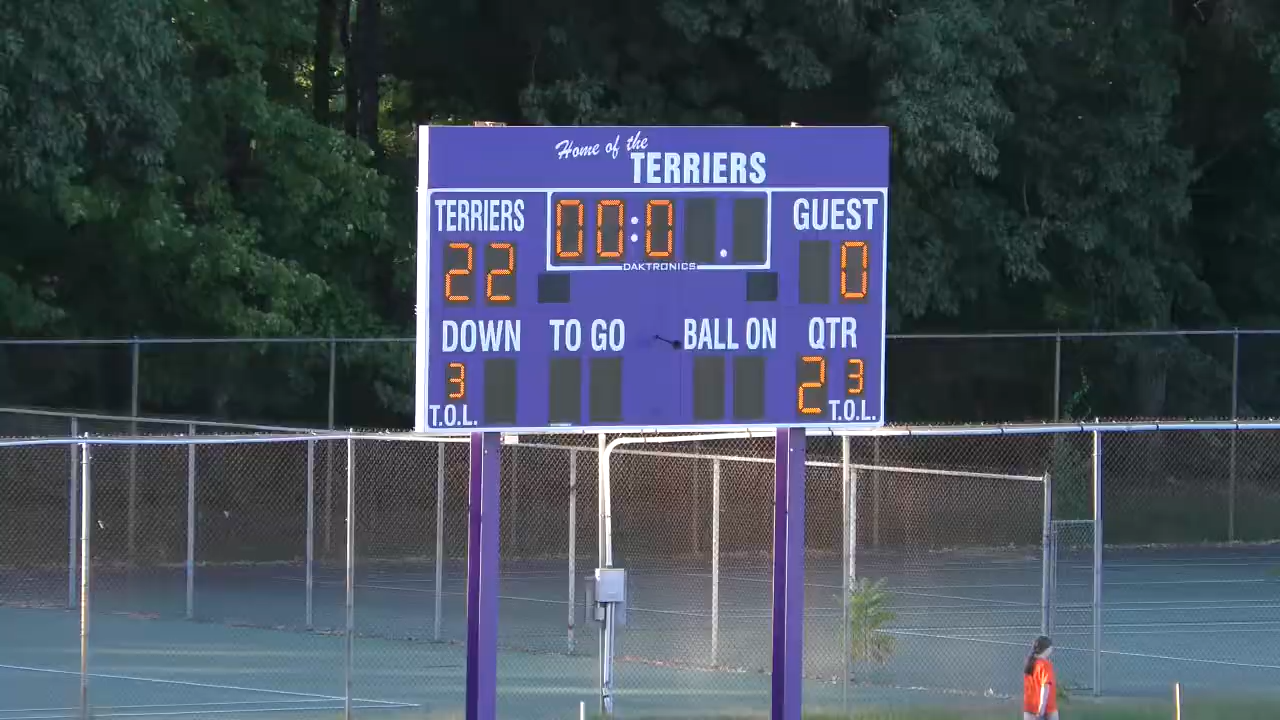 Home of the
TERRIERS
TERRIERS 00:0 . GUEST
22 DAKTRONICS 0
DOWN TO GO BALL ON QTR
3 2 3
T.O.L. T.O.L.